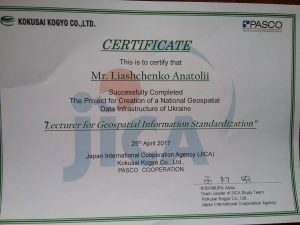 KOKUSAI KOGYO CO.,LTD.
PASCO
CERTIFICATE
This is to certify that
Mr. Liashchenko Anatolii
Successfully Completed
The Project for Creation of a National Geospatial
Data Infrastructure of Ukraine
"Lecturer for Geospatial Information Standardization"
jICA
25th April 2017
Japan International Cooperation Agency (JICA)
Kokusai Kogyo Co., Ltd.
PASCO COOPERATION
NISHIMURA Akira
Team Leader of JICA Study Team
Kokusai Kogyo Co., Ltd.
Japan International Cooperation Agency